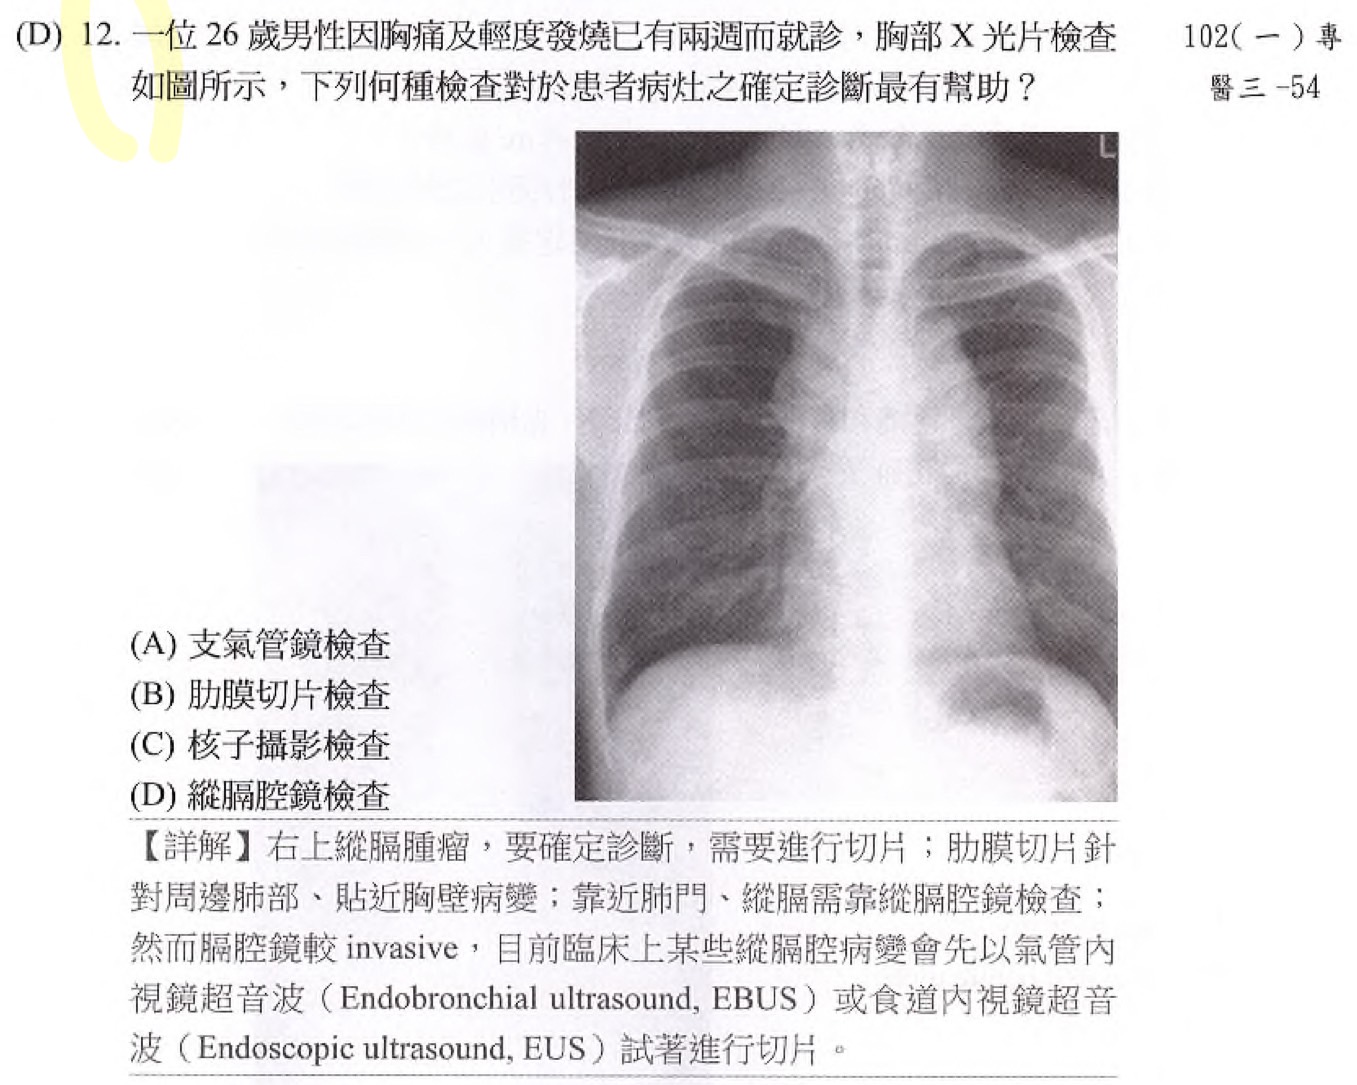 (D) 12. 一位 26 歲男性因胸痛及輕度發燒已有兩週而就診，胸部 X 光片檢查
如圖所示，下列何種檢查對於患者病灶之確定診斷最有幫助？
102(一)專
醫三-54
L
(A) 支氣管鏡檢查
(B) 肋膜切片檢查
(C) 核子攝影檢查
(D) 縱膈腔鏡檢查
【詳解】右上縱膈腫瘤，要確定診斷，需要進行切片；肋膜切片針
對周邊肺部、貼近胸壁病變；靠近肺門、縱膈需靠縱膈腔鏡檢查；
然而膈腔鏡較 invasive，目前臨床上某些縱膈腔病變會先以氣管內
視鏡超音波（Endobronchial ultrasound, EBUS）或食道內視鏡超音
波（Endoscopic ultrasound, EUS）試著進行切片。